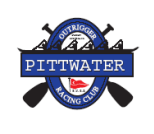 OUTRIGGER
PITTWATER
RACING CLUB